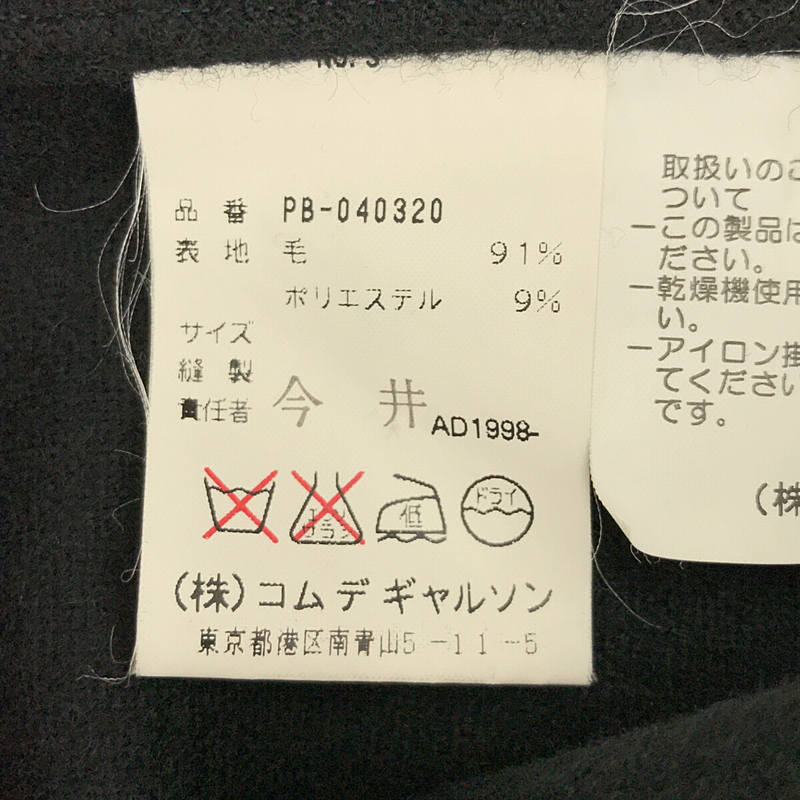 品番 PB-040320
表地 毛 91%
ポリエステル 9%
サイズ
縫製
責任者 今井 AD1998-
低
ドライ
(株)コムデギャルソン
東京都港区南青山5-11-5
取扱いのこ
ついて
ーこの製品は
ださい。
ー乾燥機使用
い。
ーアイロン掛
てください
です。
(株